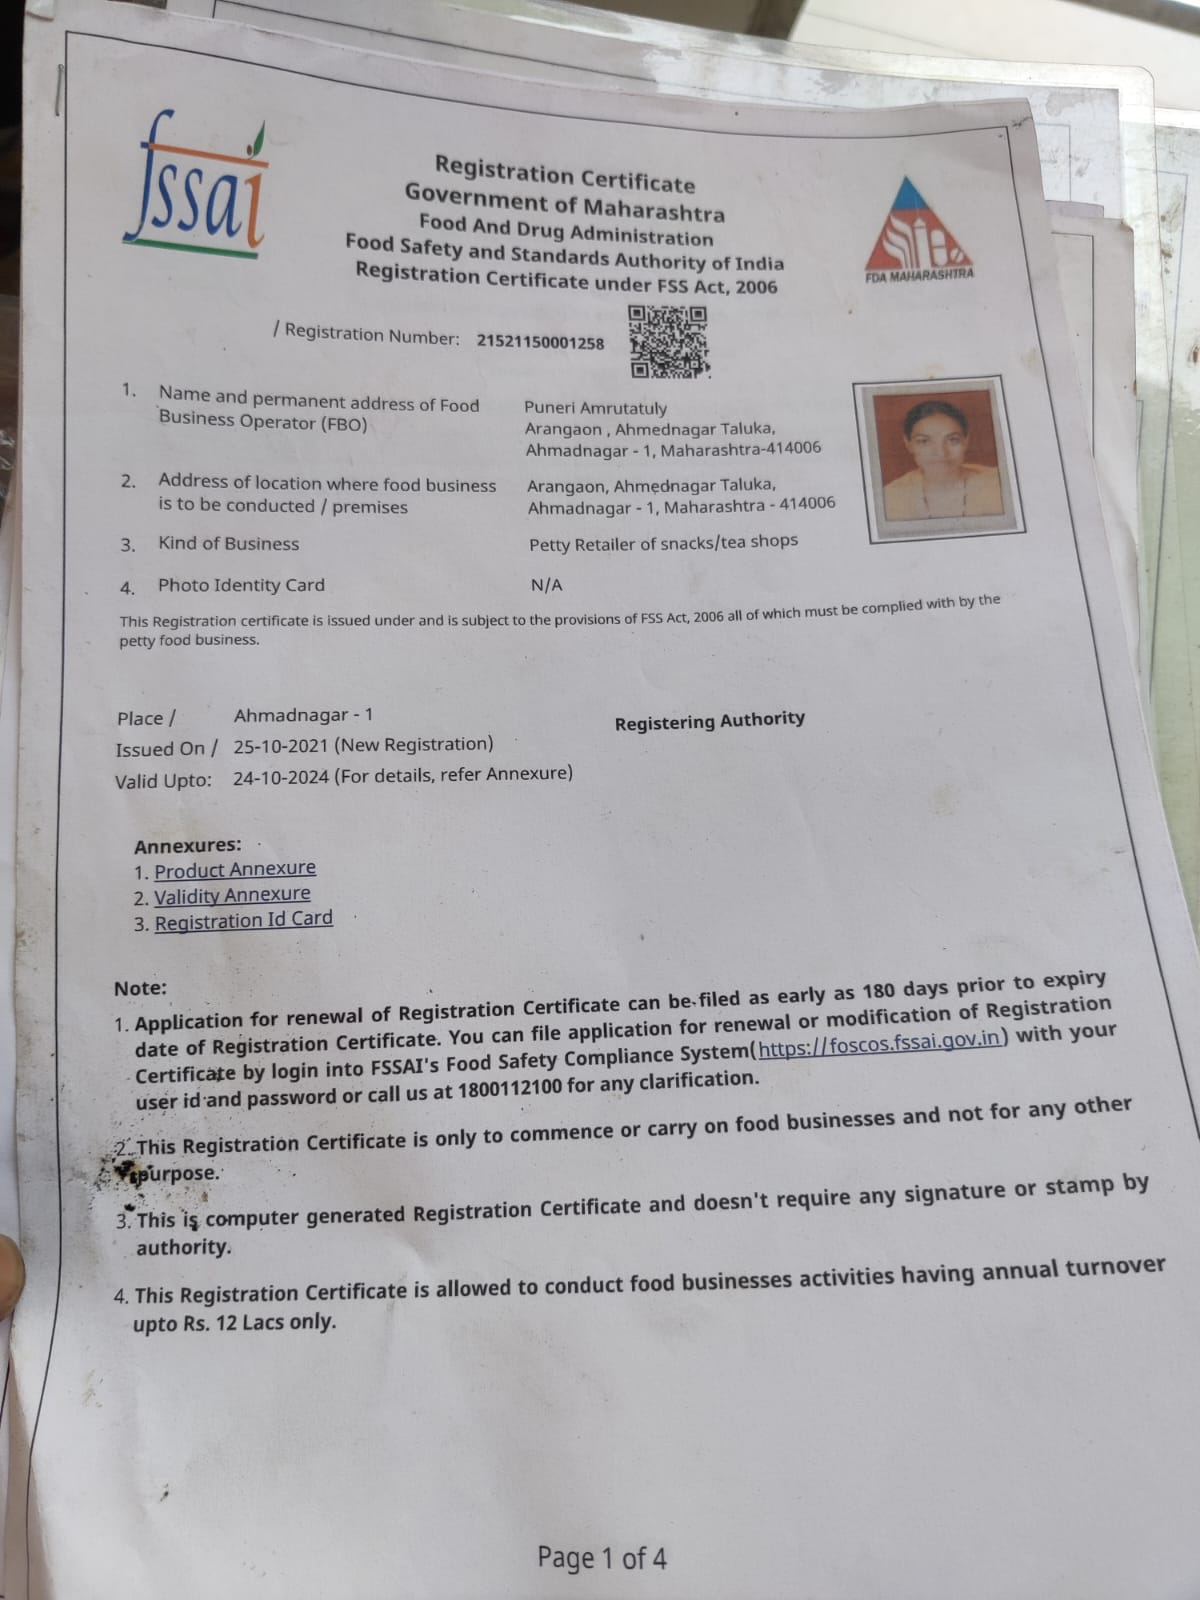 fssai
Registration Certificate
Government of Maharashtra
Food And Drug Administration
Food Safety and Standards Authority of India
Registration Certificate under FSS Act, 2006
FDA MAHARASHTRA
/ Registration Number: 21521150001258
1. Name and permanent address of Food
Business Operator (FBO)
Puneri Amrutatuly
Arangaon , Ahmednagar Taluka,
Ahmadnagar - 1, Maharashtra-414006
2. Address of location where food business
is to be conducted / premises
Arangaon, Ahmednagar Taluka,
Ahmadnagar - 1, Maharashtra - 414006
3. Kind of Business Petty Retailer of snacks/tea shops
4. Photo Identity Card N/A
This Registration certificate is issued under and is subject to the provisions of FSS Act, 2006 all of which must be complied with by the
petty food business.
Place / Ahmadnagar - 1
Registering Authority
Issued On / 25-10-2021 (New Registration)
Valid Upto: 24-10-2024 (For details, refer Annexure)
Annexures:
1. Product Annexure
2. Validity Annexure
3. Registration Id Card
Note:
1. Application for renewal of Registration Certificate can be filed as early as 180 days prior to expiry
date of Registration Certificate. You can file application for renewal or modification of Registration
Certificate by login into FSSAI's Food Safety Compliance System(https://foscos.fssai.gov.in) with your
user id and password or call us at 1800112100 for any clarification.
2. This Registration Certificate is only to commence or carry on food businesses and not for any other
purpose.
3. This is computer generated Registration Certificate and doesn't require any signature or stamp by
authority.
4. This Registration Certificate is allowed to conduct food businesses activities having annual turnover
upto Rs. 12 Lacs only.
Page 1 of 4